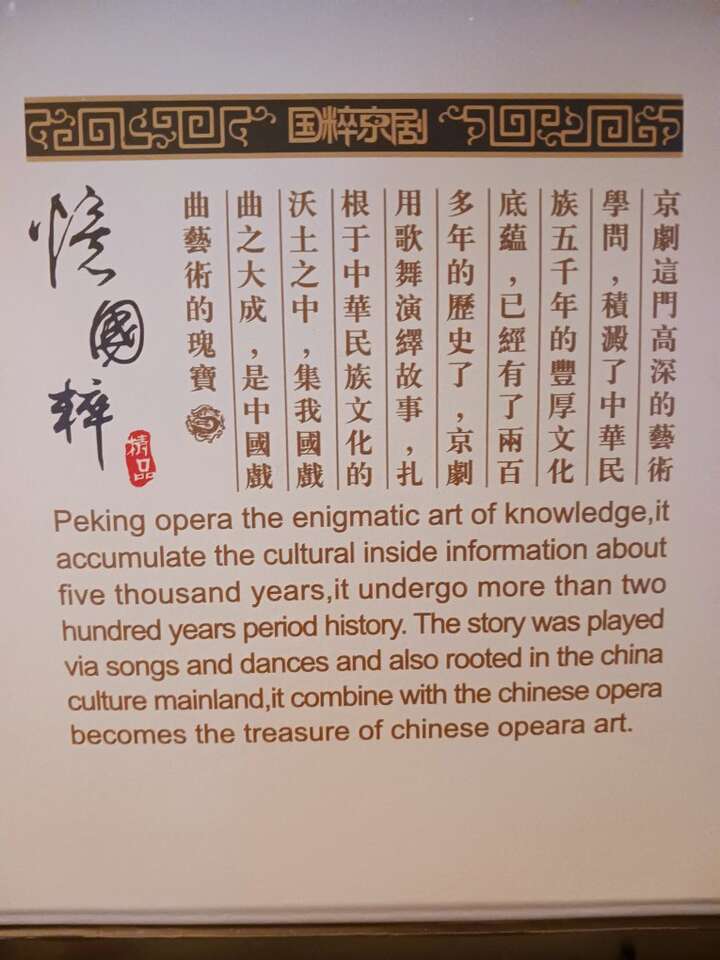 国粹京剧
京劇這門高深的藝術
學問，積澱了中華民
族五千年的豐厚文化
底蘊，已經有了兩百
多年的歷史了，京劇
用歌舞演繹故事，扎
根于中華民族文化的
沃土之中，集我國戲
曲之大成，是中國戲
曲藝術的瑰寶
憶國粹
精品
Peking opera the enigmatic art of knowledge,it
accumulate the cultural inside information about
five thousand years,it undergo more than two
hundred years period history. The story was played
via songs and dances and also rooted in the china
culture mainland,it combine with the chinese opera
becomes the treasure of chinese opeara art.